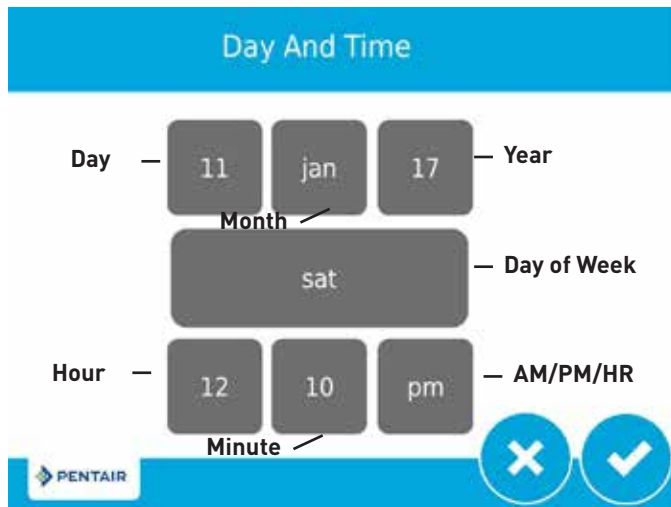 Day And Time
Day 11 jan 17 Year
Month
sat Day of Week
Hour 12 10 pm AM/PM/HR
Minute
PENTAIR